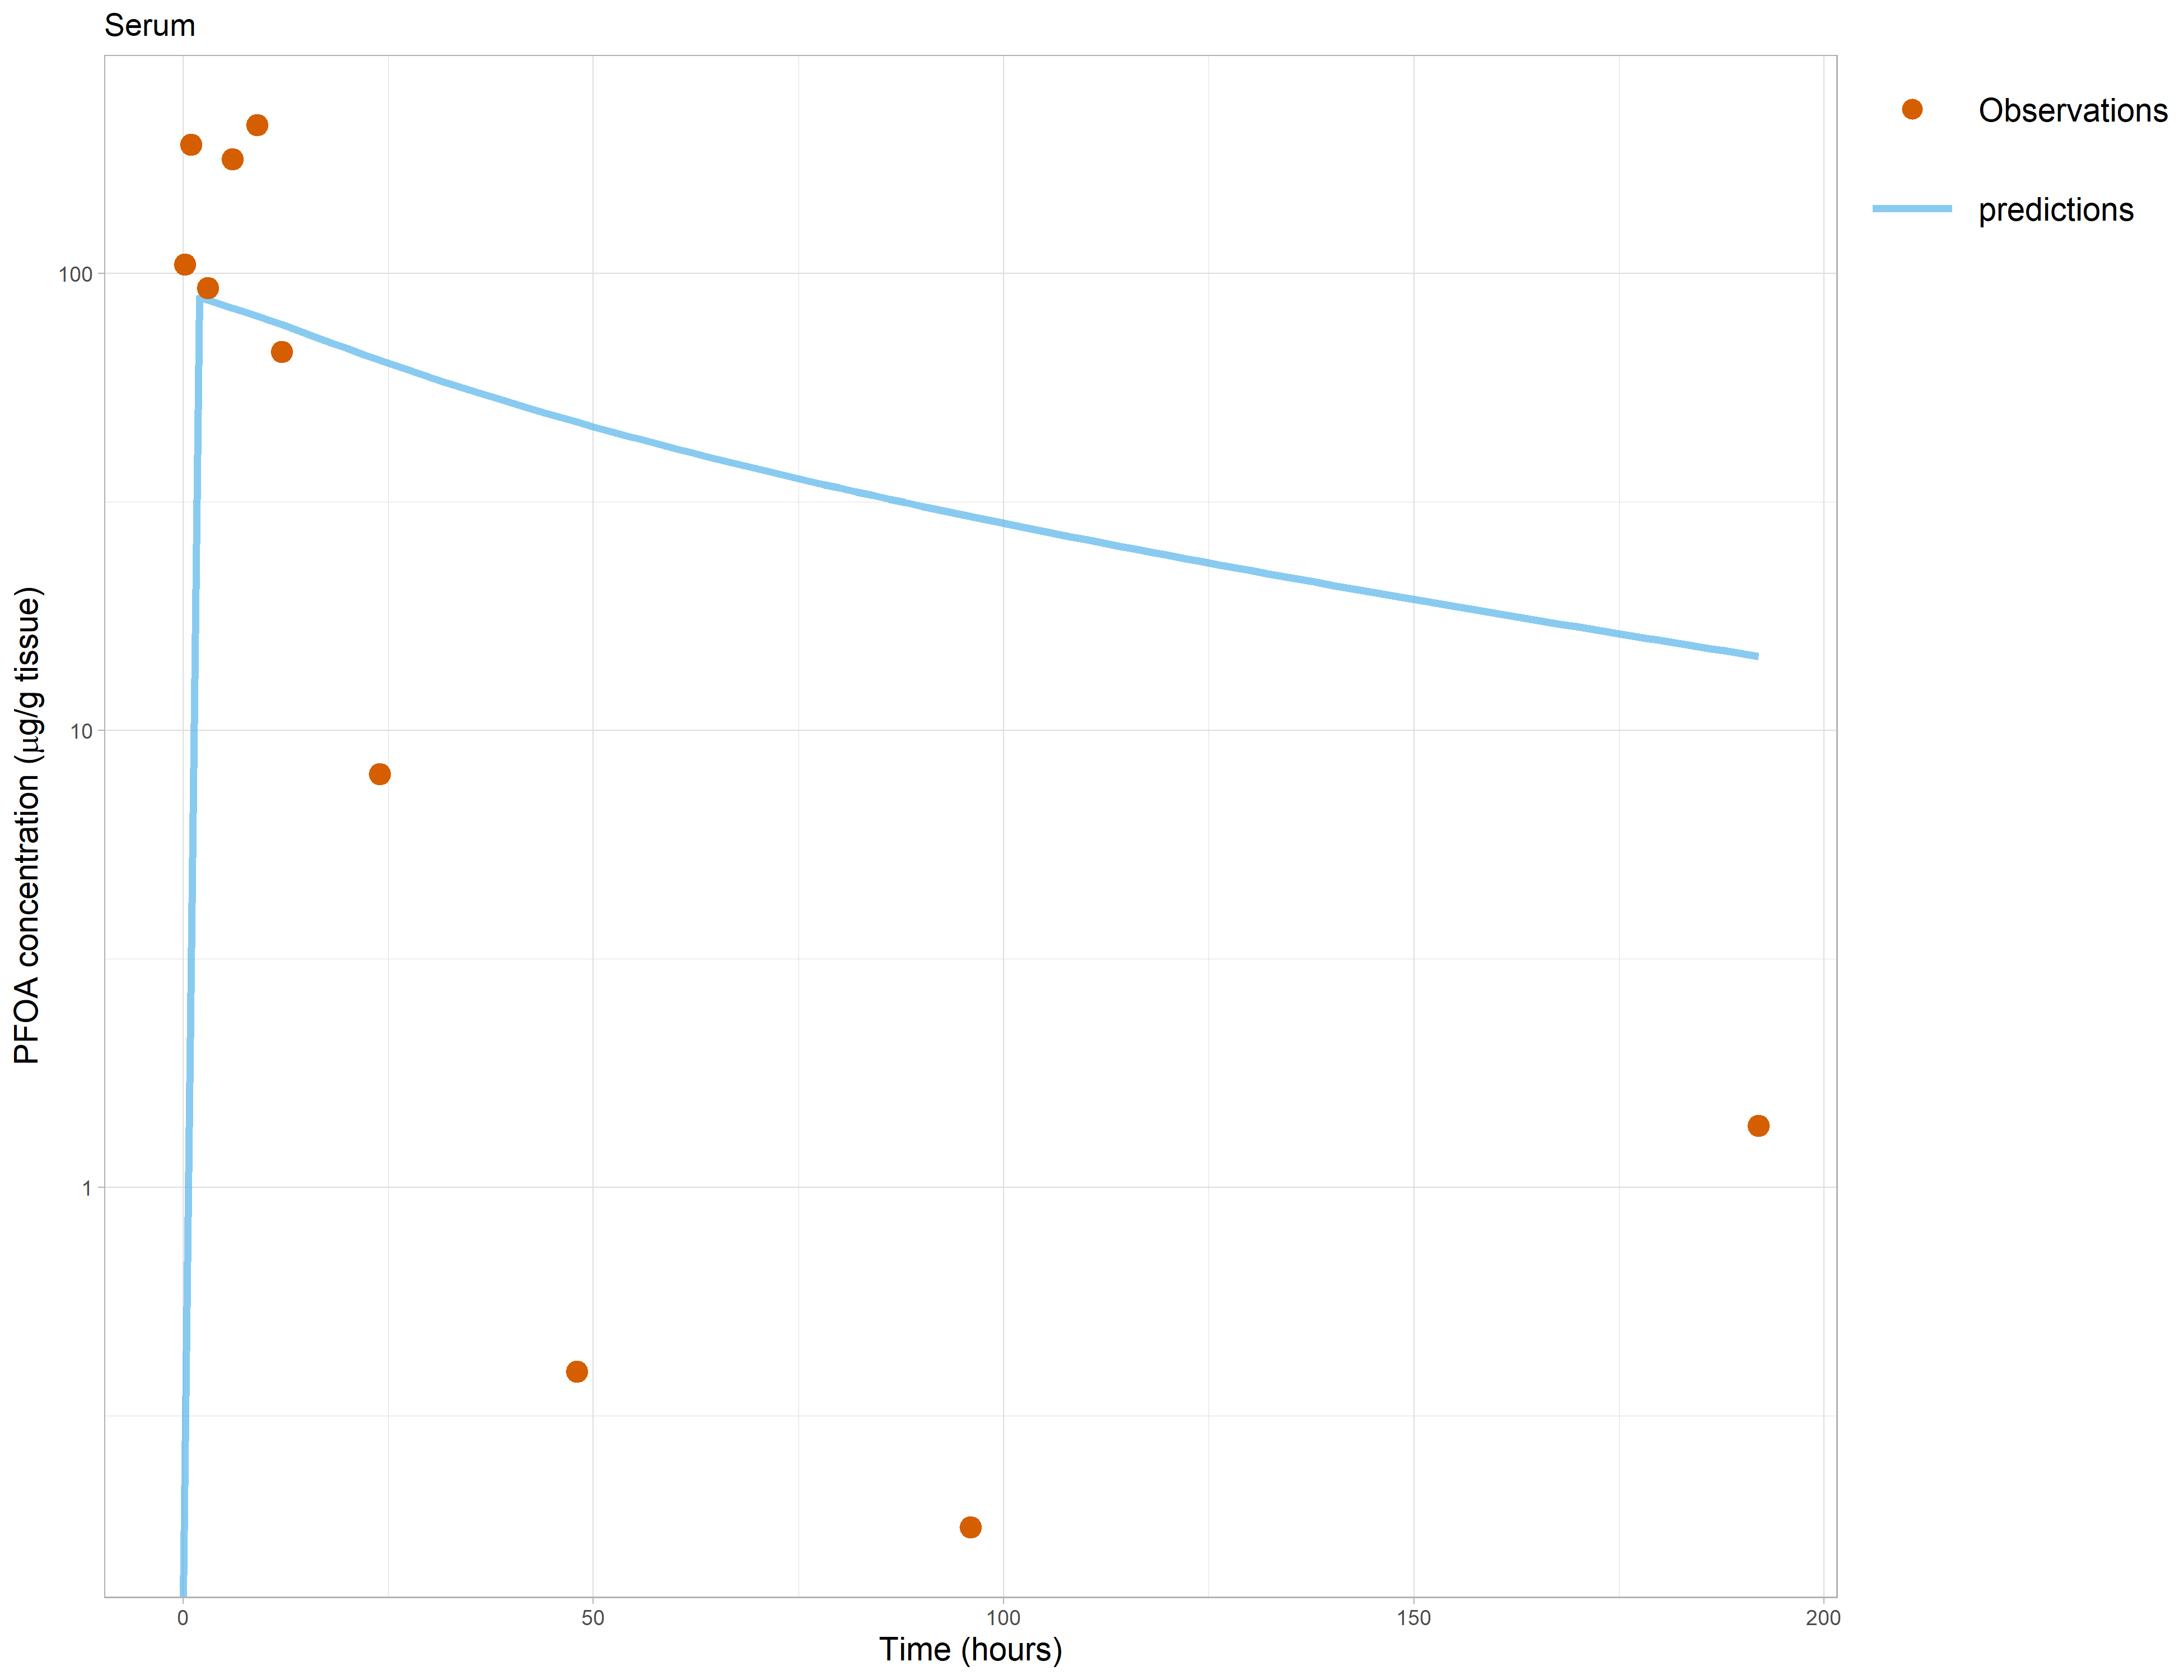 Serum
Observations
predictions
PFOA concentration (μg/g tissue)
100
10
1
0
50
100
150
200
Time (hours)